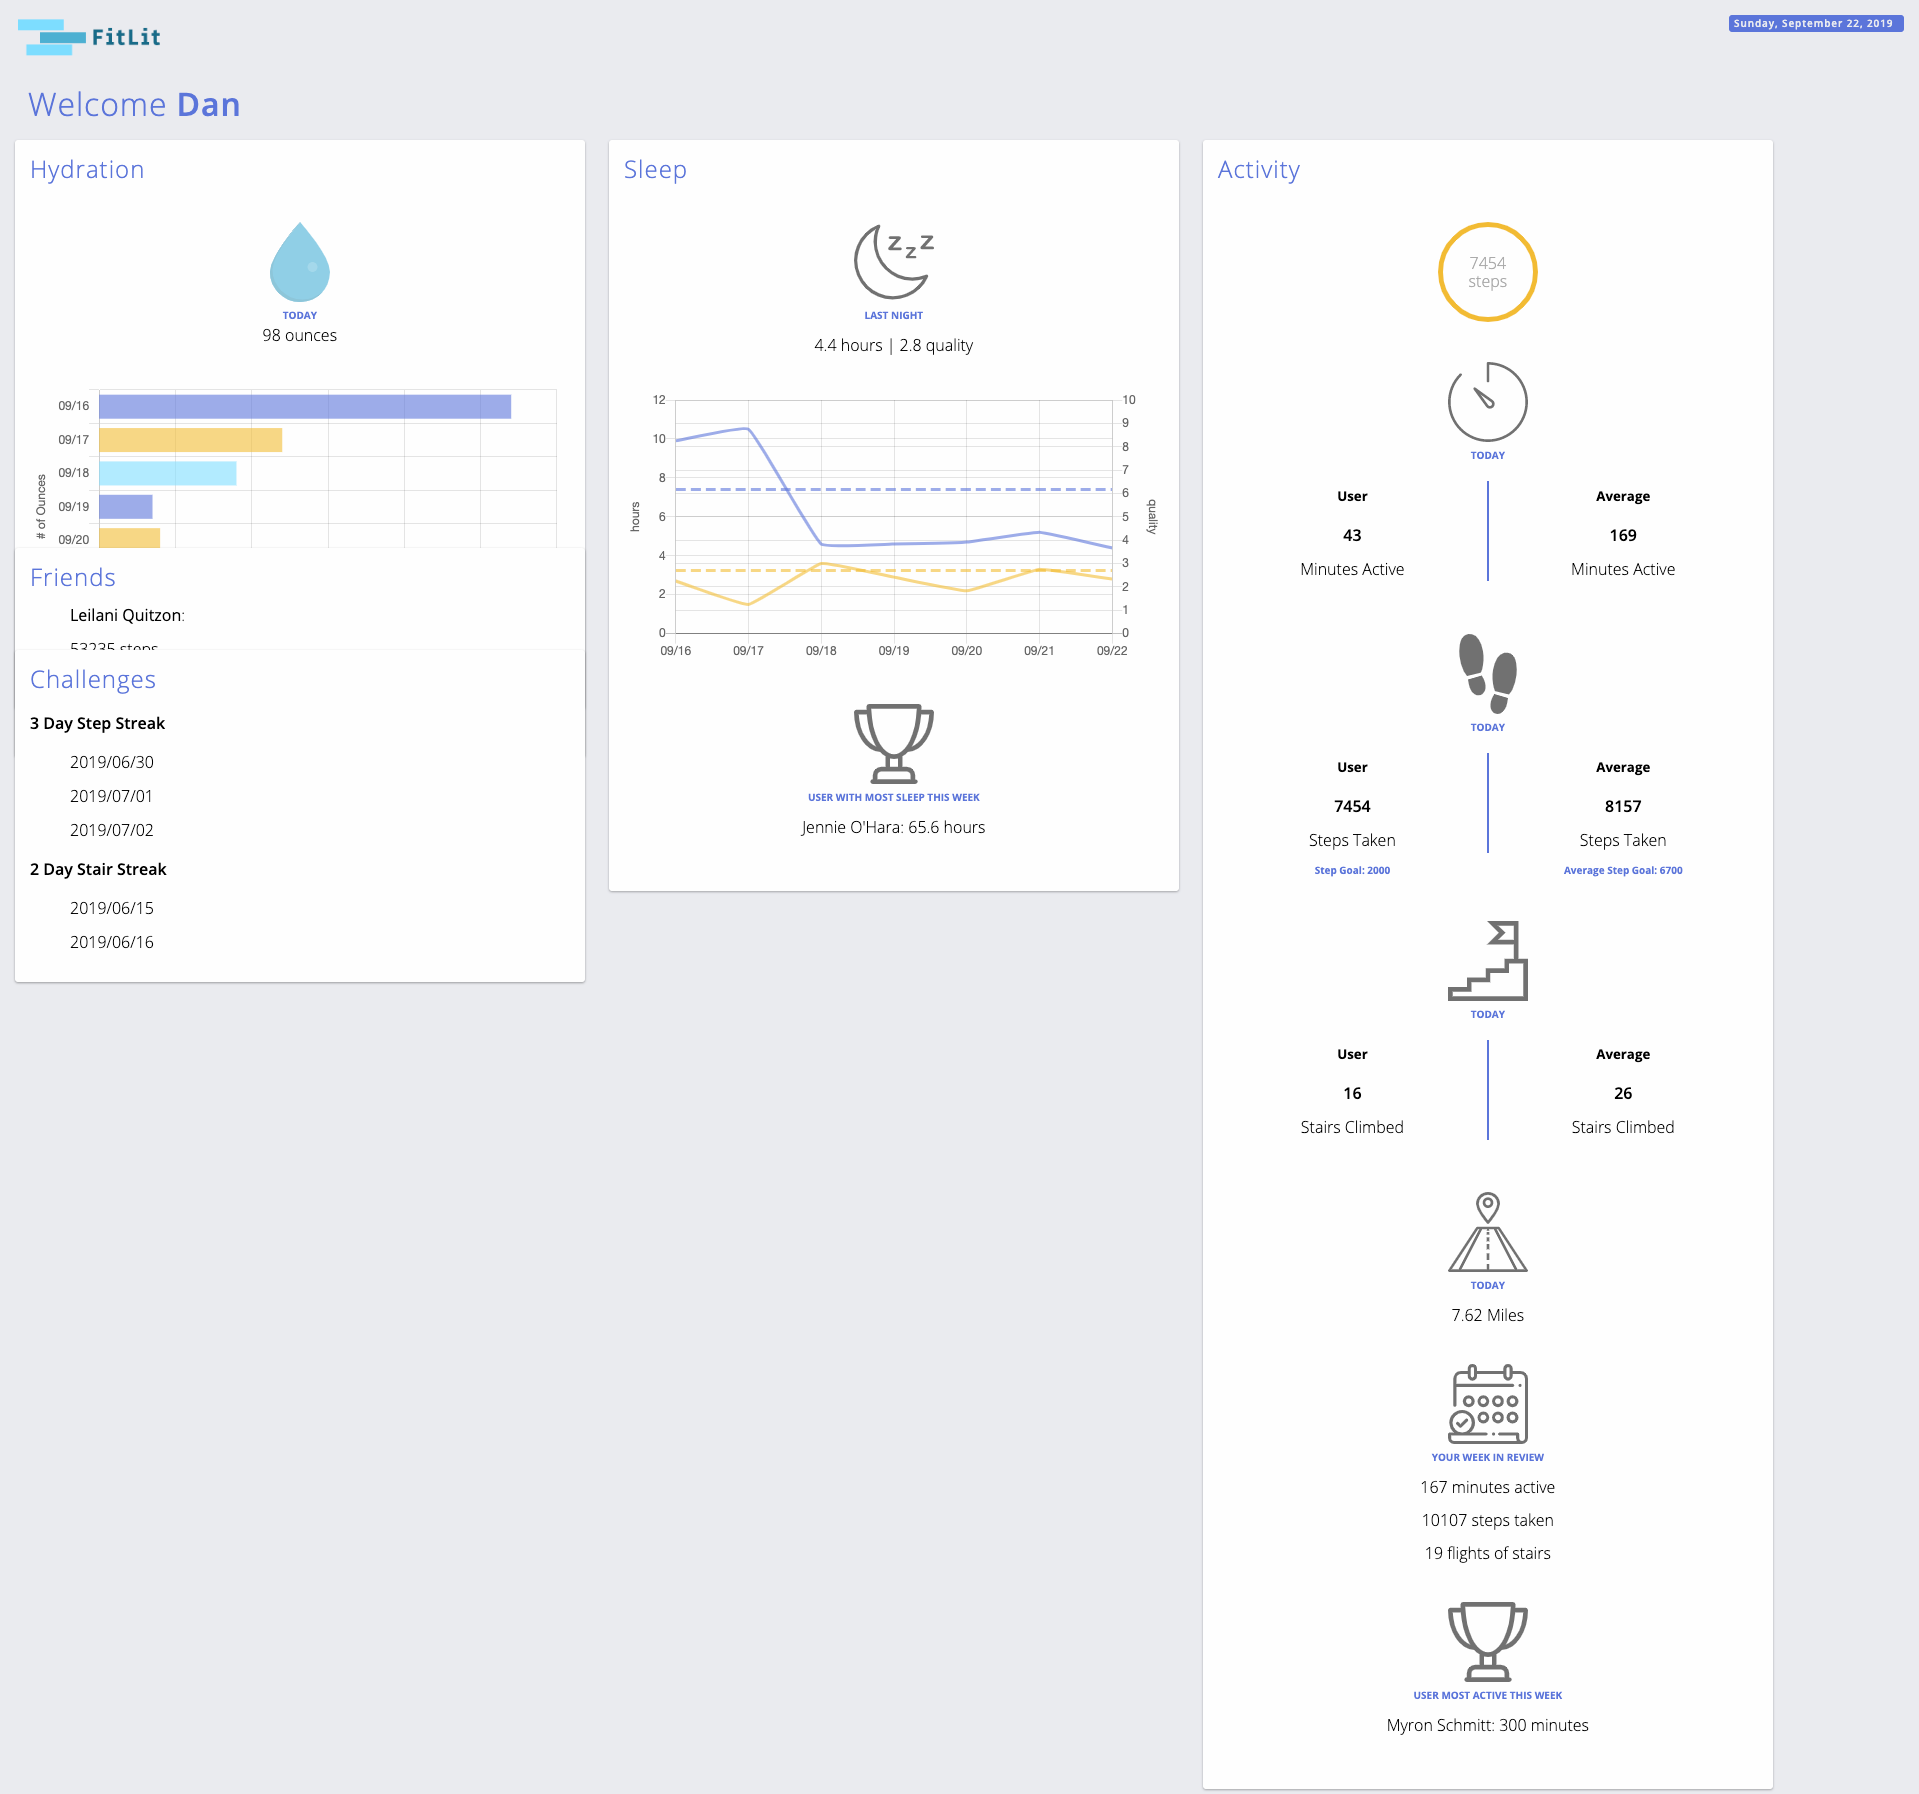 FitLit
Sunday, September 22, 2019
Welcome Dan
Hydration
TODAY
98 ounces
# of Ounces
09/16
09/17
09/18
09/19
09/20
Friends
Leilani Quitzon:
53235 steps
Challenges
3 Day Step Streak
2019/06/30
2019/07/01
2019/07/02
2 Day Stair Streak
2019/06/15
2019/06/16
Sleep
z z z
LAST NIGHT
4.4 hours | 2.8 quality
hours
12
10
8
6
4
2
0
10
9
8
7
6
5
4
3
2
1
0
quality
09/16 09/17 09/18 09/19 09/20 09/21 09/22
USER WITH MOST SLEEP THIS WEEK
Jennie O'Hara: 65.6 hours
Activity
7454
steps
TODAY
User Average
43 169
Minutes Active Minutes Active
TODAY
User Average
7454 8157
Steps Taken Steps Taken
Step Goal: 2000 Average Step Goal: 6700
TODAY
User Average
16 26
Stairs Climbed Stairs Climbed
TODAY
7.62 Miles
YOUR WEEK IN REVIEW
167 minutes active
10107 steps taken
19 flights of stairs
USER MOST ACTIVE THIS WEEK
Myron Schmitt: 300 minutes